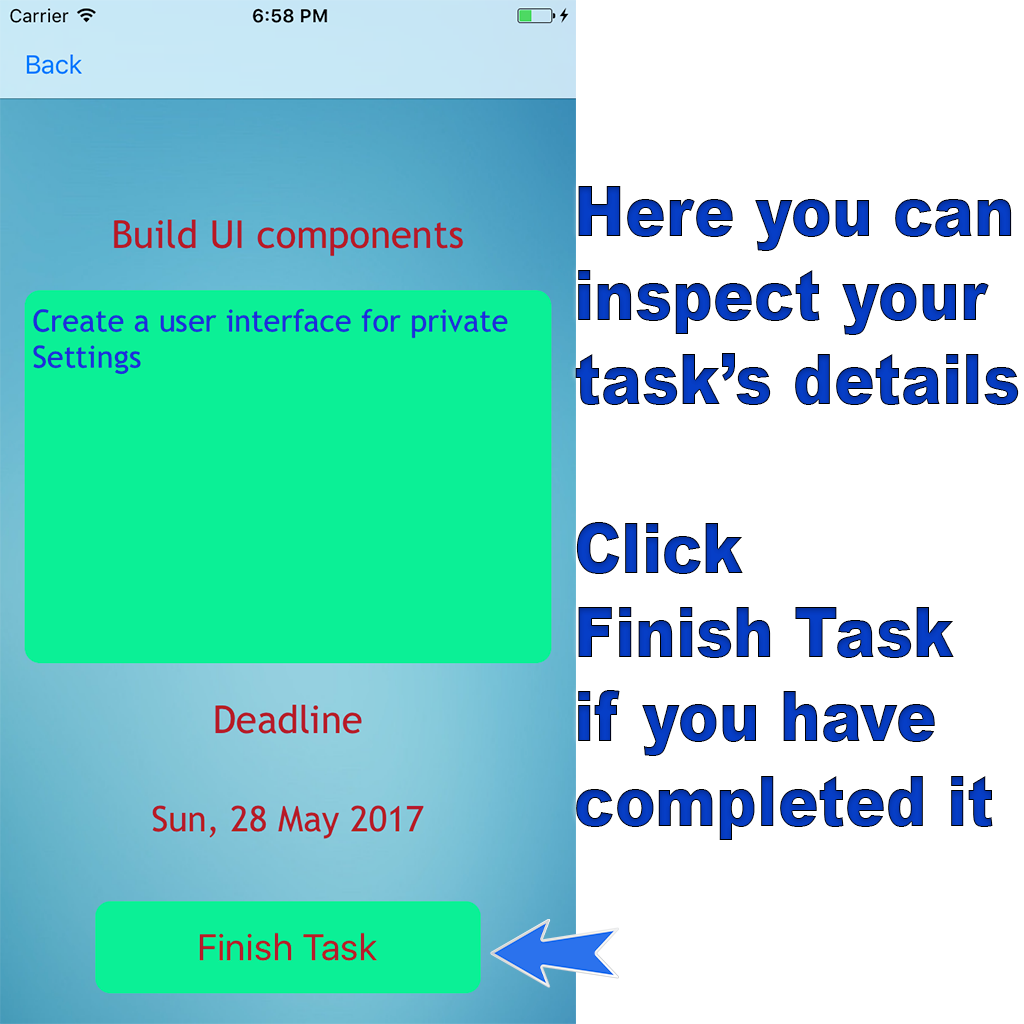 Carrier 6:58 PM
Back
Build UI components
Create a user interface for private
Settings
Deadline
Sun, 28 May 2017
Finish Task
Here you can
inspect your
task’s details
Click
Finish Task
if you have
completed it